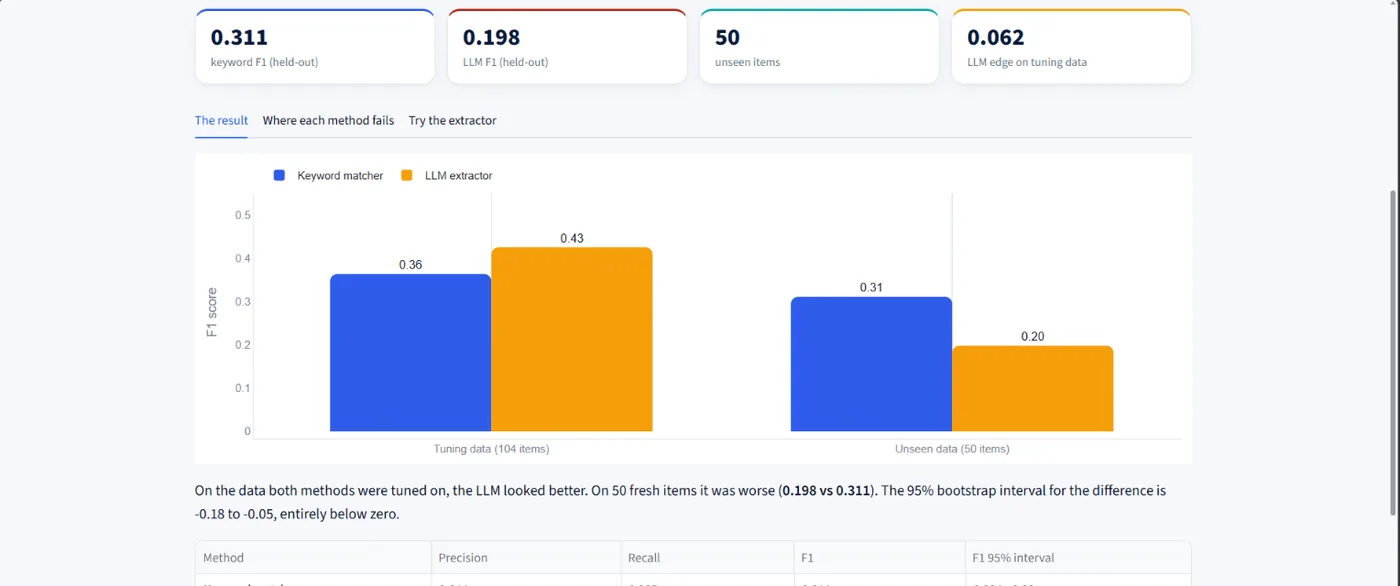 0.311
keyword F1 (held-out)
0.198
LLM F1 (held-out)
50
unseen items
0.062
LLM edge on tuning data
The result
Where each method fails
Try the extractor
Keyword matcher
LLM extractor
F1 score
0.5
0.4
0.3
0.2
0.1
0
0.36
0.43
0.31
0.20
Tuning data (104 items)
Unseen data (50 items)
On the data both methods were tuned on, the LLM looked better. On 50 fresh items it was worse (0.198 vs 0.311). The 95% bootstrap interval for the difference is
-0.18 to -0.05, entirely below zero.
Method
Precision
Recall
F1
F1 95% interval